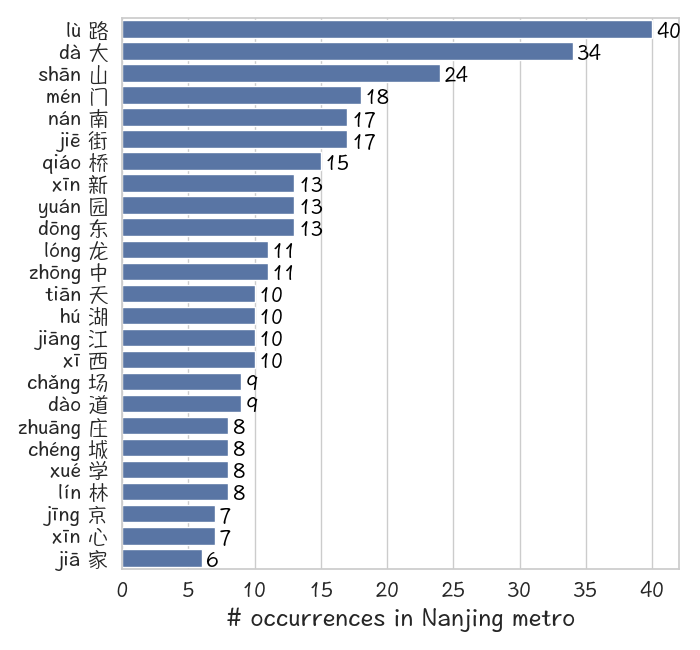 lù 路 40
dà 大 34
shān 山 24
mén 门 18
nán 南 17
jiē 街 17
qiáo 桥 15
xīn 新 13
yuán 园 13
dōng 东 13
lóng 龙 11
zhōng 中 11
tiān 天 10
hú 湖 10
jiāng 江 10
xī 西 10
chǎng 场 9
dào 道 9
zhuāng 庄 8
chéng 城 8
xué 学 8
lín 林 8
jīng 京 7
xīn 心 7
jiā 家 6
0 5 10 15 20 25 30 35 40
# occurrences in Nanjing metro